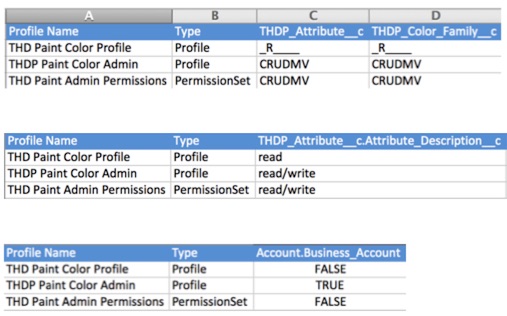 A B C D
Profile Name Type THDP_Attribute__c THDP_Color_Family__c
THD Paint Color Profile Profile _R____ _R____
THDP Paint Color Admin Profile CRUDMV CRUDMV
THD Paint Admin Permissions PermissionSet CRUDMV CRUDMV
Profile Name Type THDP_Attribute__c.Attribute_Description__c
THD Paint Color Profile Profile read
THDP Paint Color Admin Profile read/write
THD Paint Admin Permissions PermissionSet read/write
Profile Name Type Account.Business_Account
THD Paint Color Profile Profile FALSE
THDP Paint Color Admin Profile TRUE
THD Paint Admin Permissions PermissionSet FALSE